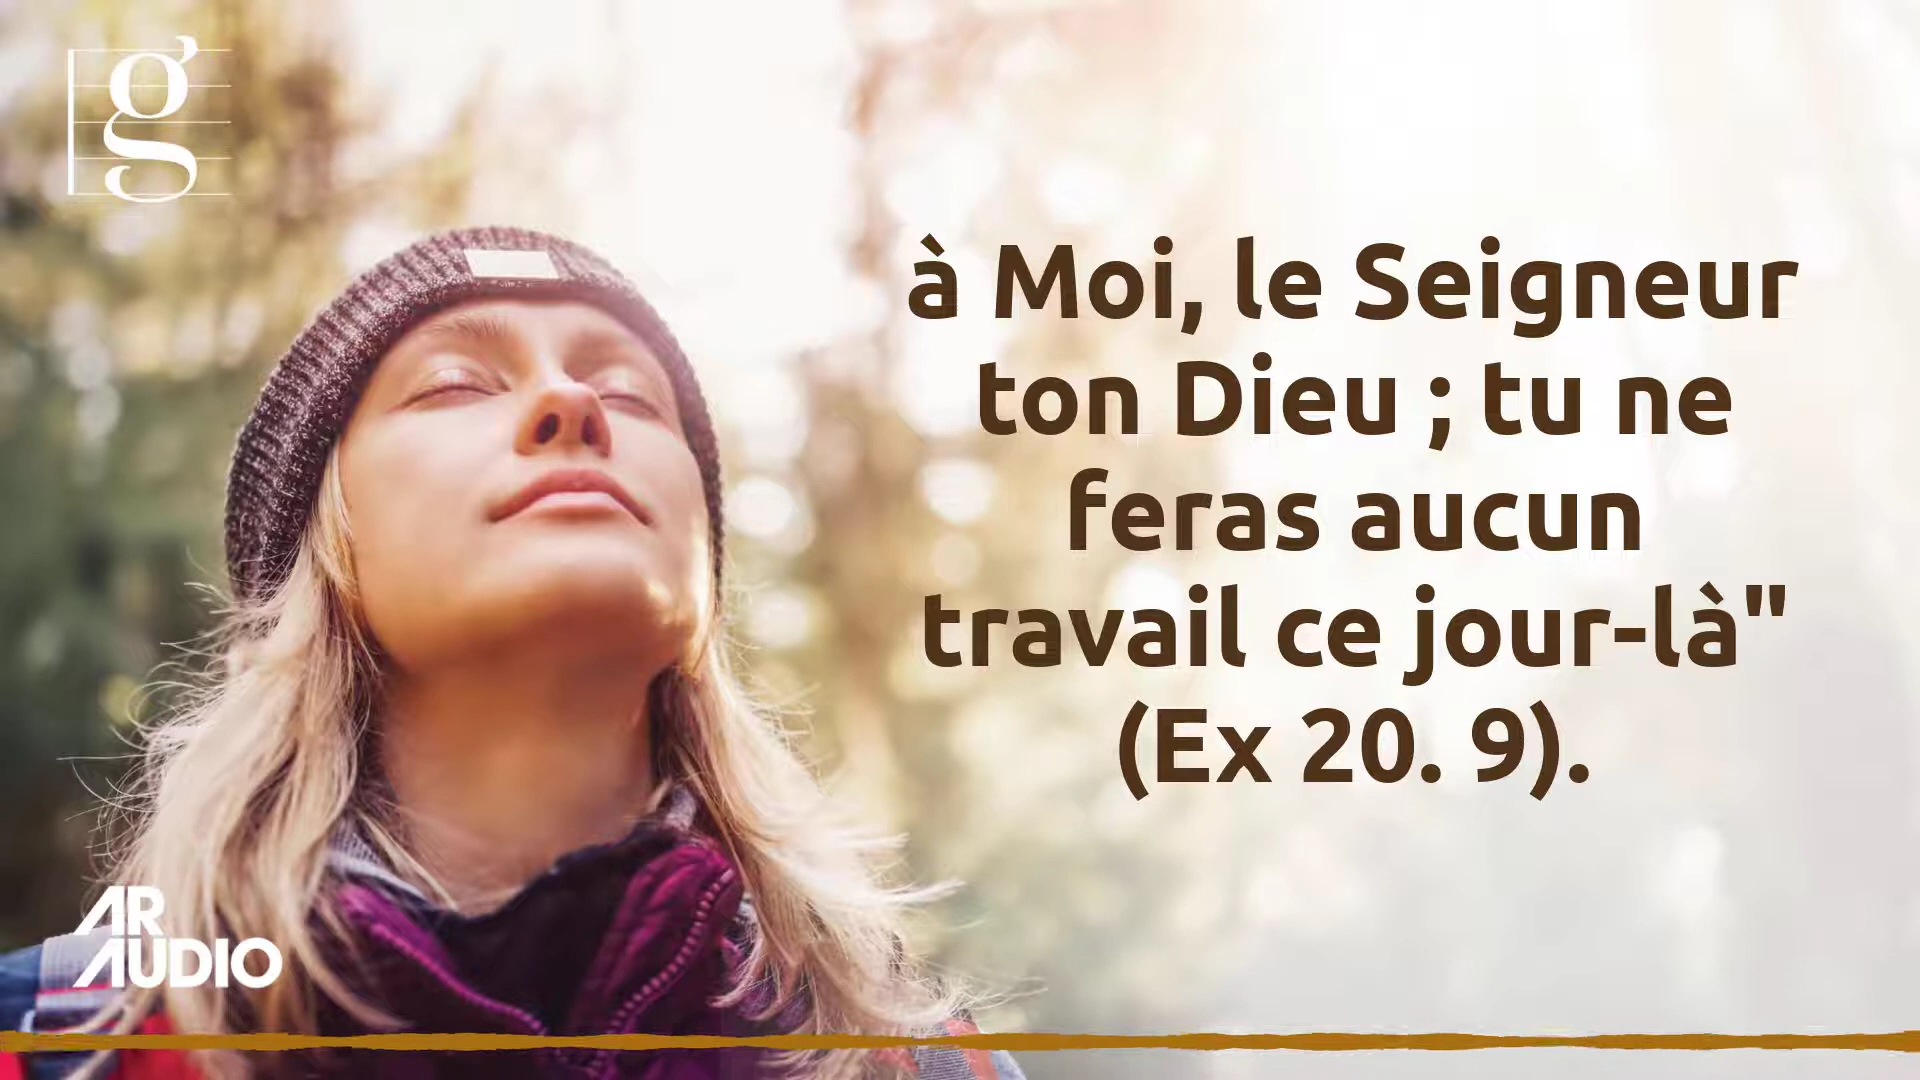 g
à Moi, le Seigneur
ton Dieu ; tu ne
feras aucun
travail ce jour-là"
(Ex 20. 9).
AR
AUDIO